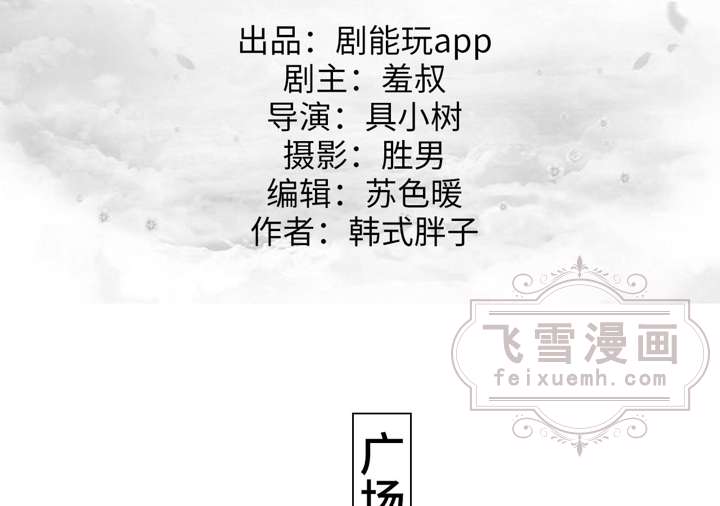 出品：剧能玩app
剧主：羞叔
导演：具小树
摄影：胜男
编辑：苏色暖
作者：韩式胖子
飞雪漫画
feixuemh.com
广场